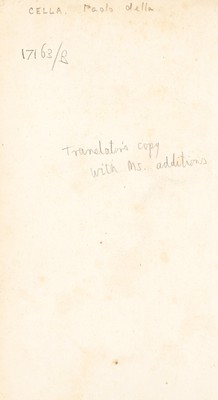 CELLA. Paolo della.
17163/B
Translator's copy
with Ms. additions